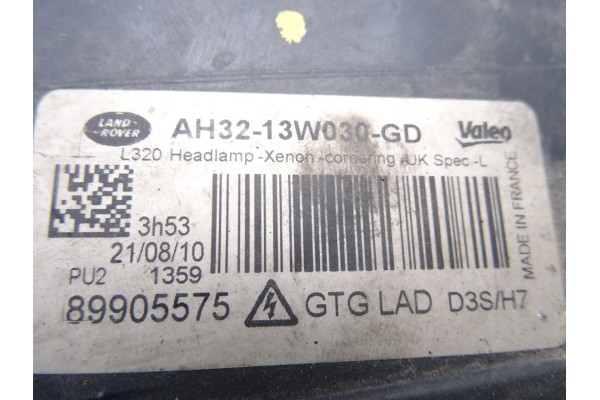 LAND ROVER AH32-13W030-GD Valeo
L320 Headlamp -Xenon -cornering -UK Spec -L
3h53
21/08/10
PU2 1359
89905575 GTG LAD D3S/H7
MADE IN FRANCE